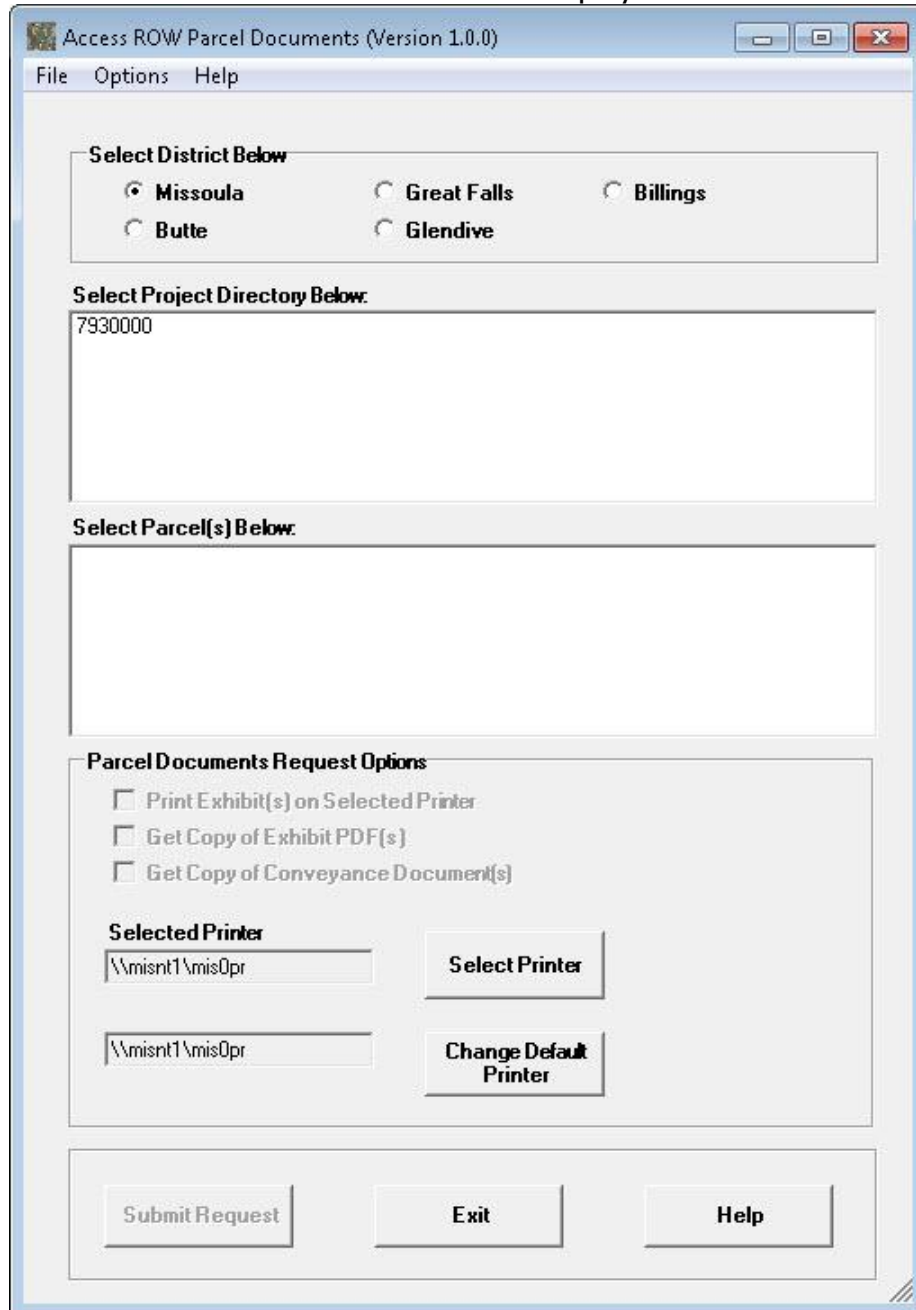 Access ROW Parcel Documents (Version 1.0.0)
File Options Help
Select District Below
Missoula Great Falls Billings
Butte Glendive
Select Project Directory Below:
7930000
Select Parcel(s) Below:
Parcel Documents Request Options
Print Exhibit(s) on Selected Printer
Get Copy of Exhibit PDF(s)
Get Copy of Conveyance Document(s)
Selected Printer
\\misnt1\mis0pr Select Printer
\\misnt1\mis0pr Change Default
Printer
Submit Request Exit Help